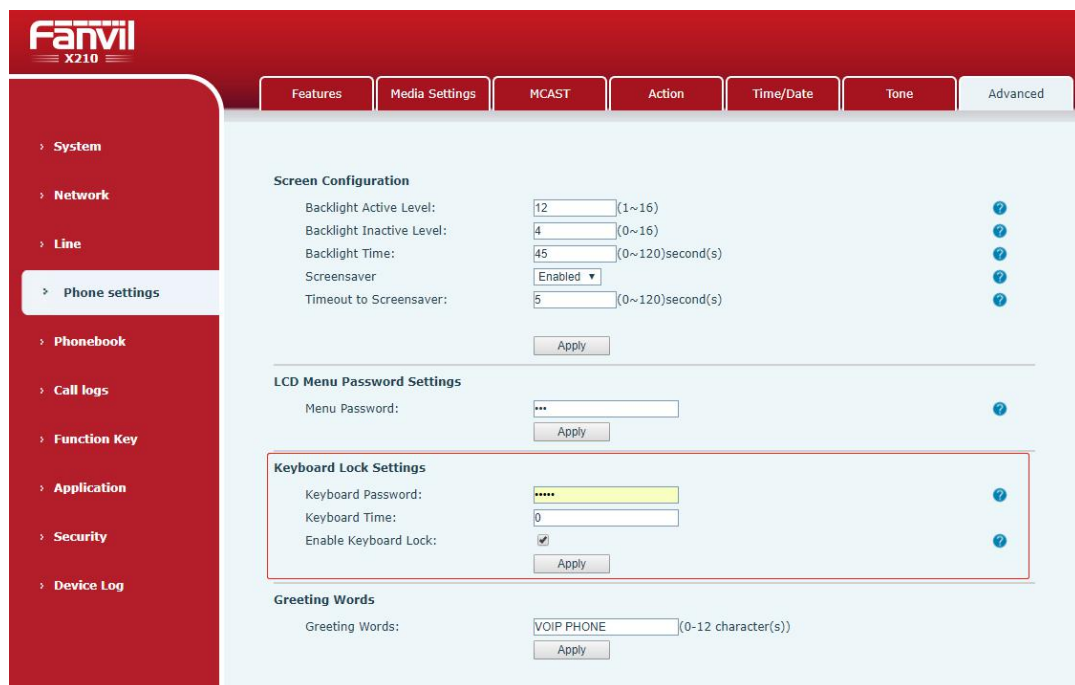 Fanvil
X210
Features Media Settings MCAST Action Time/Date Tone Advanced
› System
› Network
› Line
› Phone settings
› Phonebook
› Call logs
› Function Key
› Application
› Security
› Device Log
Screen Configuration
Backlight Active Level: 12 (1~16) ?
Backlight Inactive Level: 4 (0~16) ?
Backlight Time: 45 (0~120)second(s) ?
Screensaver Enabled ▼ ?
Timeout to Screensaver: 5 (0~120)second(s) ?
Apply
LCD Menu Password Settings
Menu Password: ••• ?
Apply
Keyboard Lock Settings
Keyboard Password: ••••• ?
Keyboard Time: 0
Enable Keyboard Lock: ?
Apply
Greeting Words
Greeting Words: VOIP PHONE (0-12 character(s))
Apply